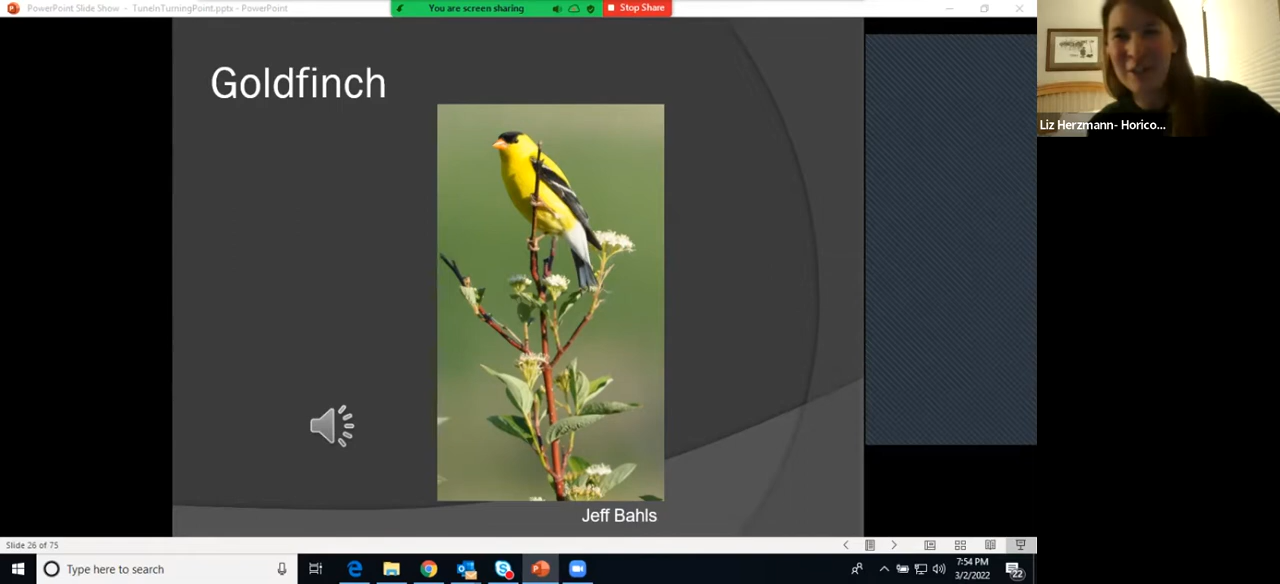 PowerPoint Slide Show - TuneInTurningPoint.pptx - PowerPoint
You are screen sharing
Stop Share
Goldfinch
Liz Herzmann- Horico...
Jeff Bahls
Slide 26 of 75
Type here to search
7:54 PM
3/2/2022
22